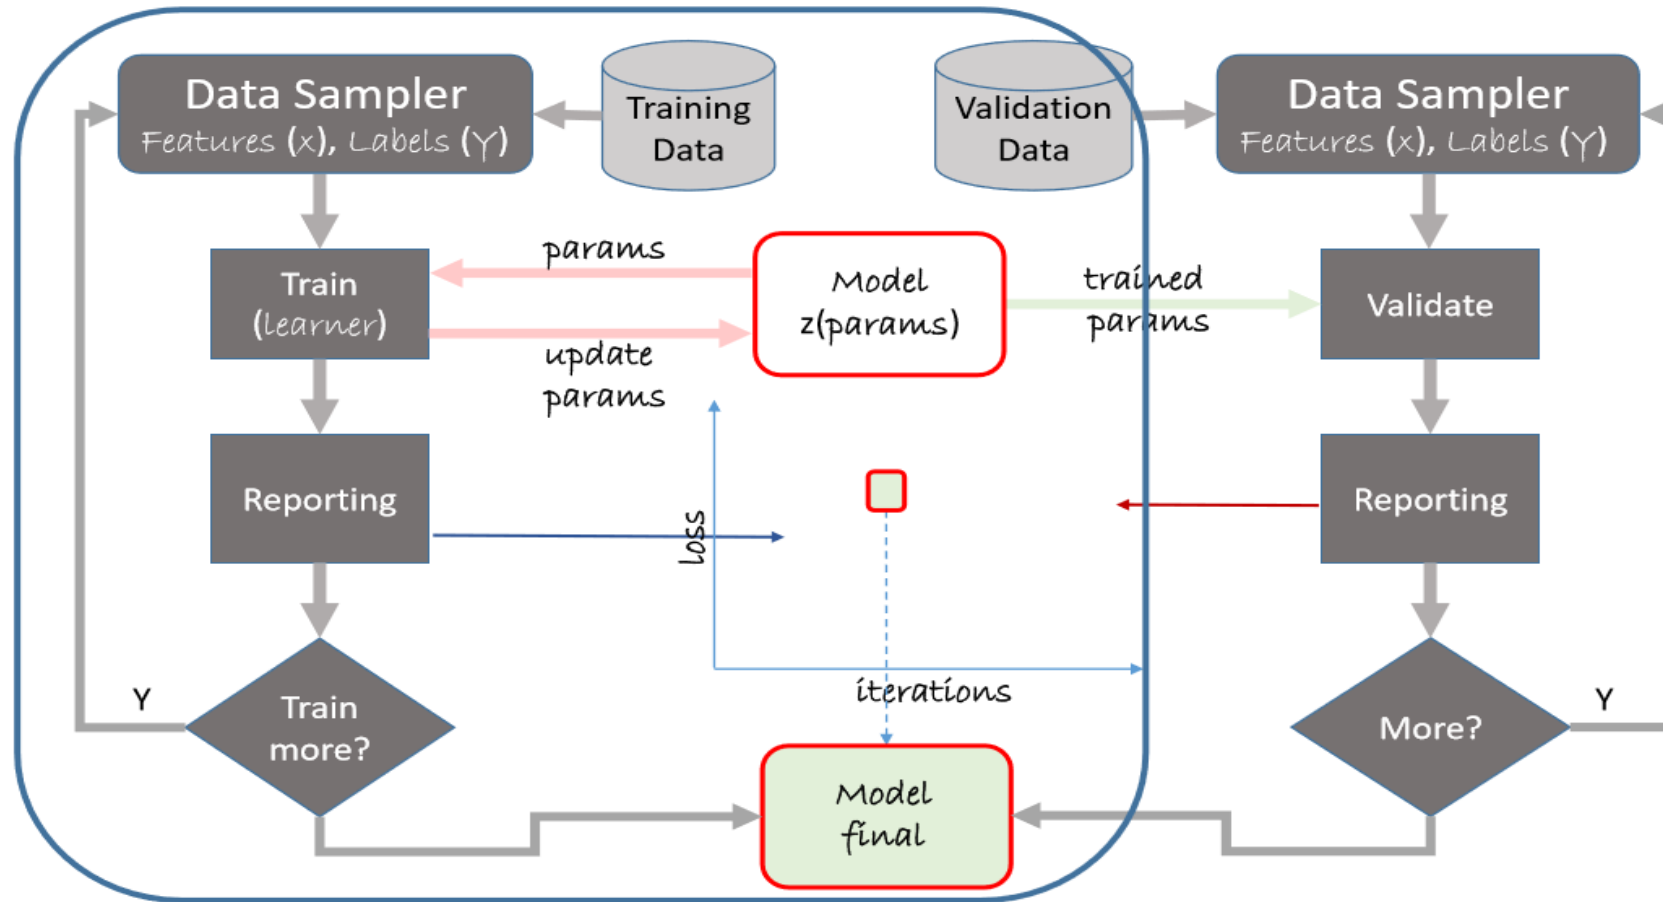 Data Sampler
Features (x), Labels (Y)
Training
Data
Validation
Data
Data Sampler
Features (x), Labels (Y)
params
Train
(learner)
update
params
Model
z(params)
trained
params
Validate
Reporting
loss
iterations
Reporting
Y
Train
more?
Model
final
More?
Y